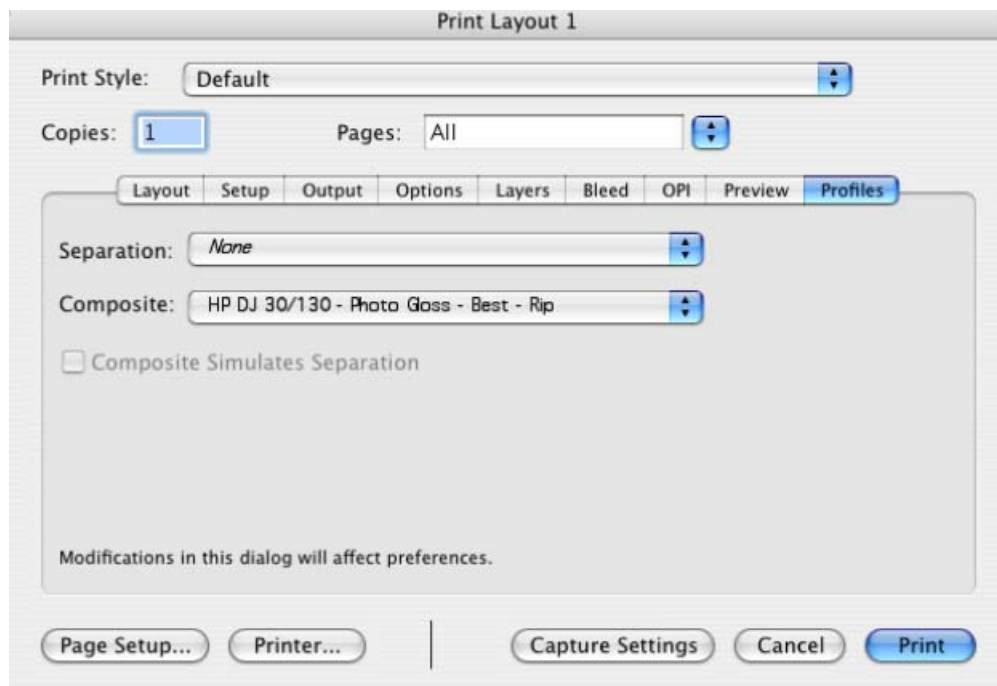 Print Layout 1
Print Style: Default
Copies: 1 Pages: All
Layout Setup Output Options Layers Bleed OPI Preview Profiles
Separation: None
Composite: HP DJ 30/130 - Photo Gloss - Best - Rip
Composite Simulates Separation
Modifications in this dialog will affect preferences.
Page Setup... Printer... Capture Settings Cancel Print